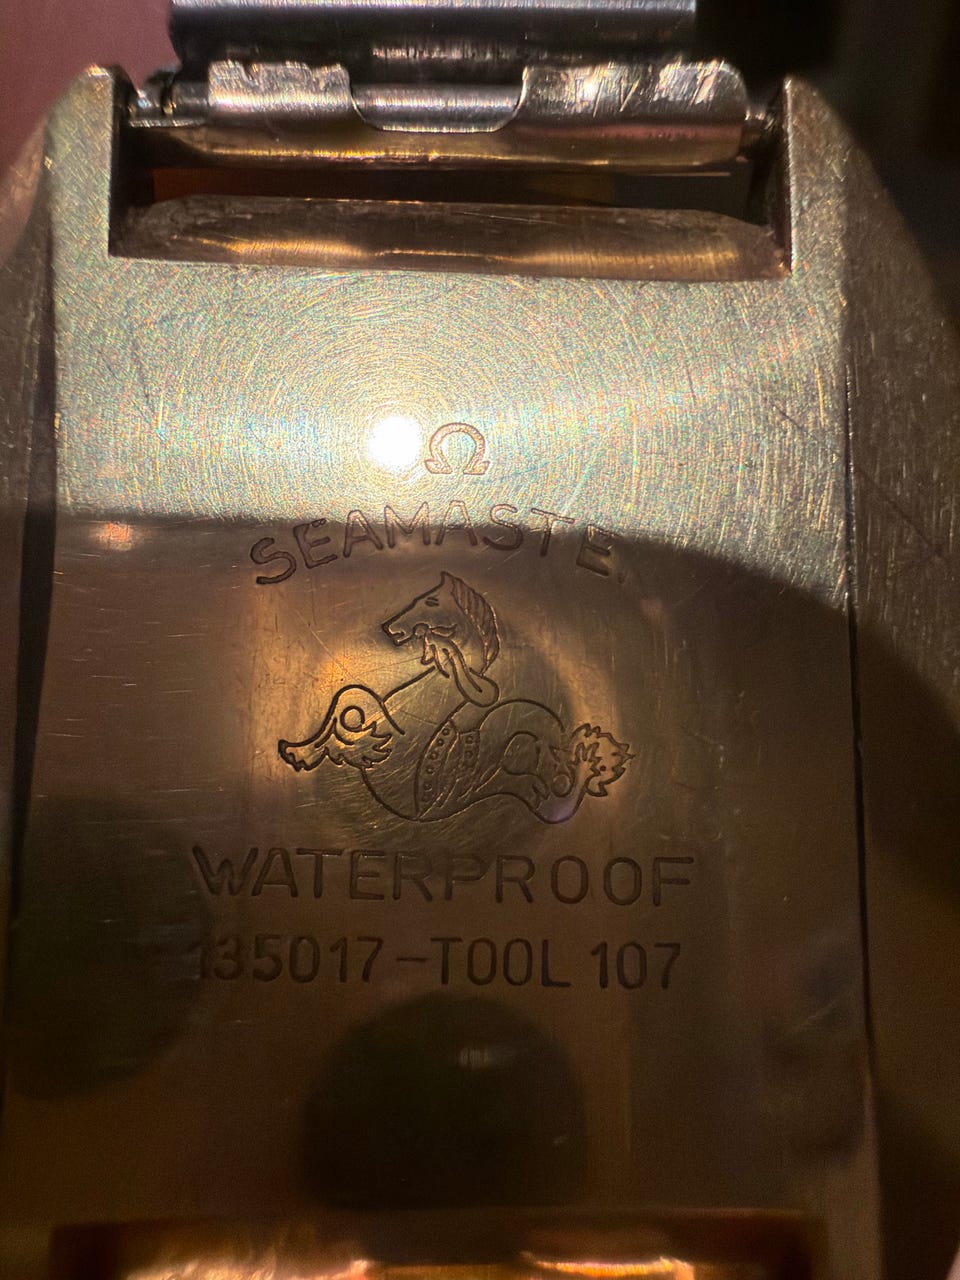 Ω
SEAMASTE
WATERPROOF
135017-TOOL 107